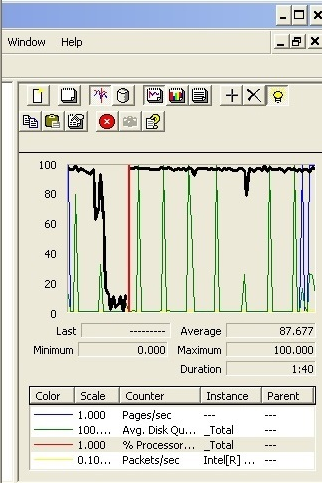 Window Help
100
80
60
40
20
0
Last --------- Average 87.677
Minimum 0.000 Maximum 100.000
Duration 1:40
Color Scale Counter Instance Parent
1.000 Pages/sec --- ---
100.... Avg. Disk Qu... _Total ---
1.000 % Processor... _Total ---
0.10... Packets/sec Intel[R] ... ---